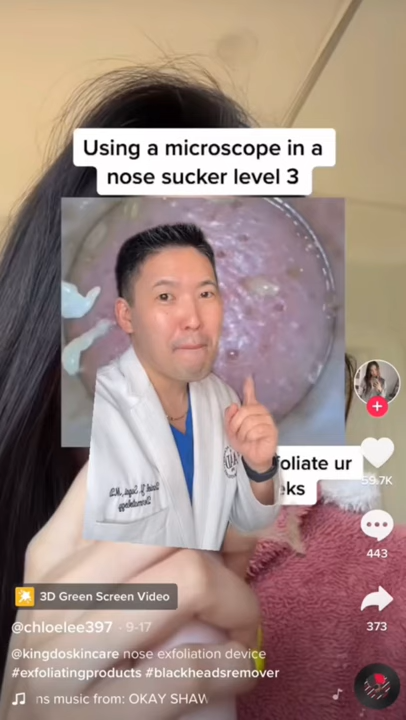 Using a microscope in a
nose sucker level 3
foliate ur
eks
3D Green Screen Video
@chloelee397 · 9-17
@kingdoskincare nose exfoliation device
#exfoliatingproducts #blackheadsremover
ns music from: OKAY SHAW
59.7K
443
373